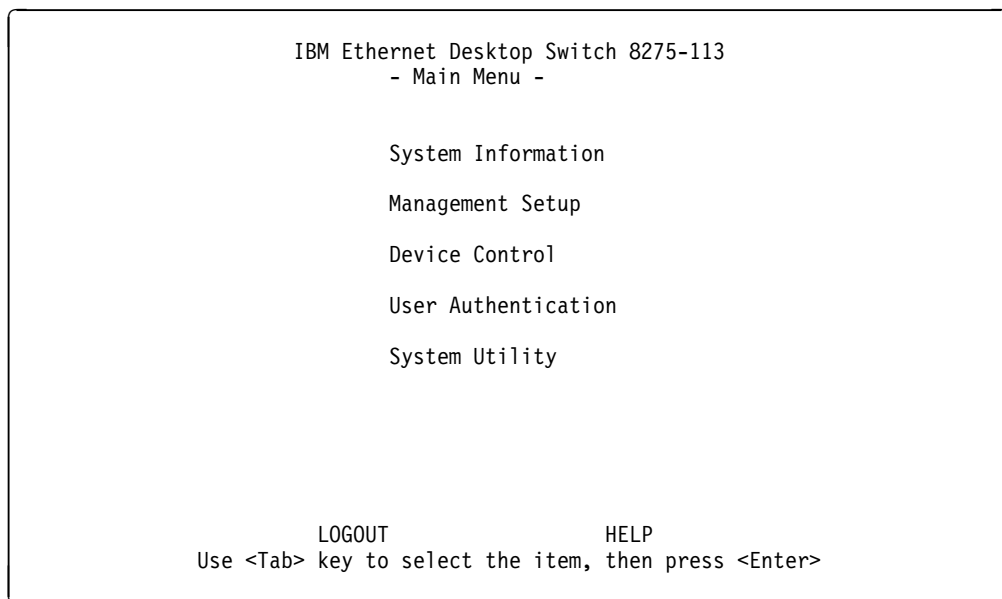 IBM Ethernet Desktop Switch 8275-113
- Main Menu -
System Information
Management Setup
Device Control
User Authentication
System Utility
LOGOUT HELP
Use <Tab> key to select the item, then press <Enter>